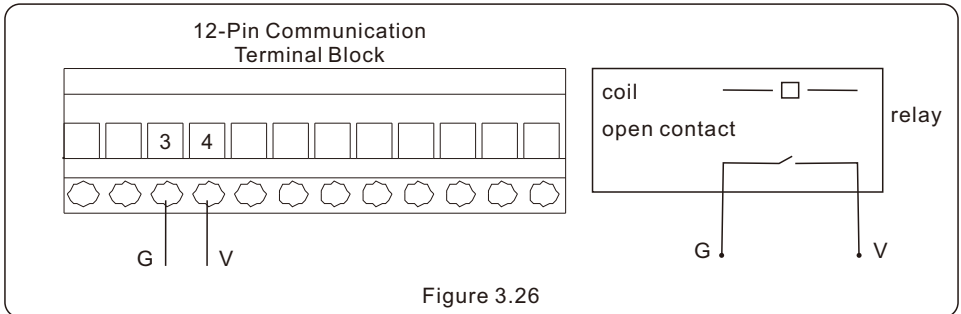 12-Pin Communication
Terminal Block
3 4
G V
coil
open contact
relay
G V
Figure 3.26